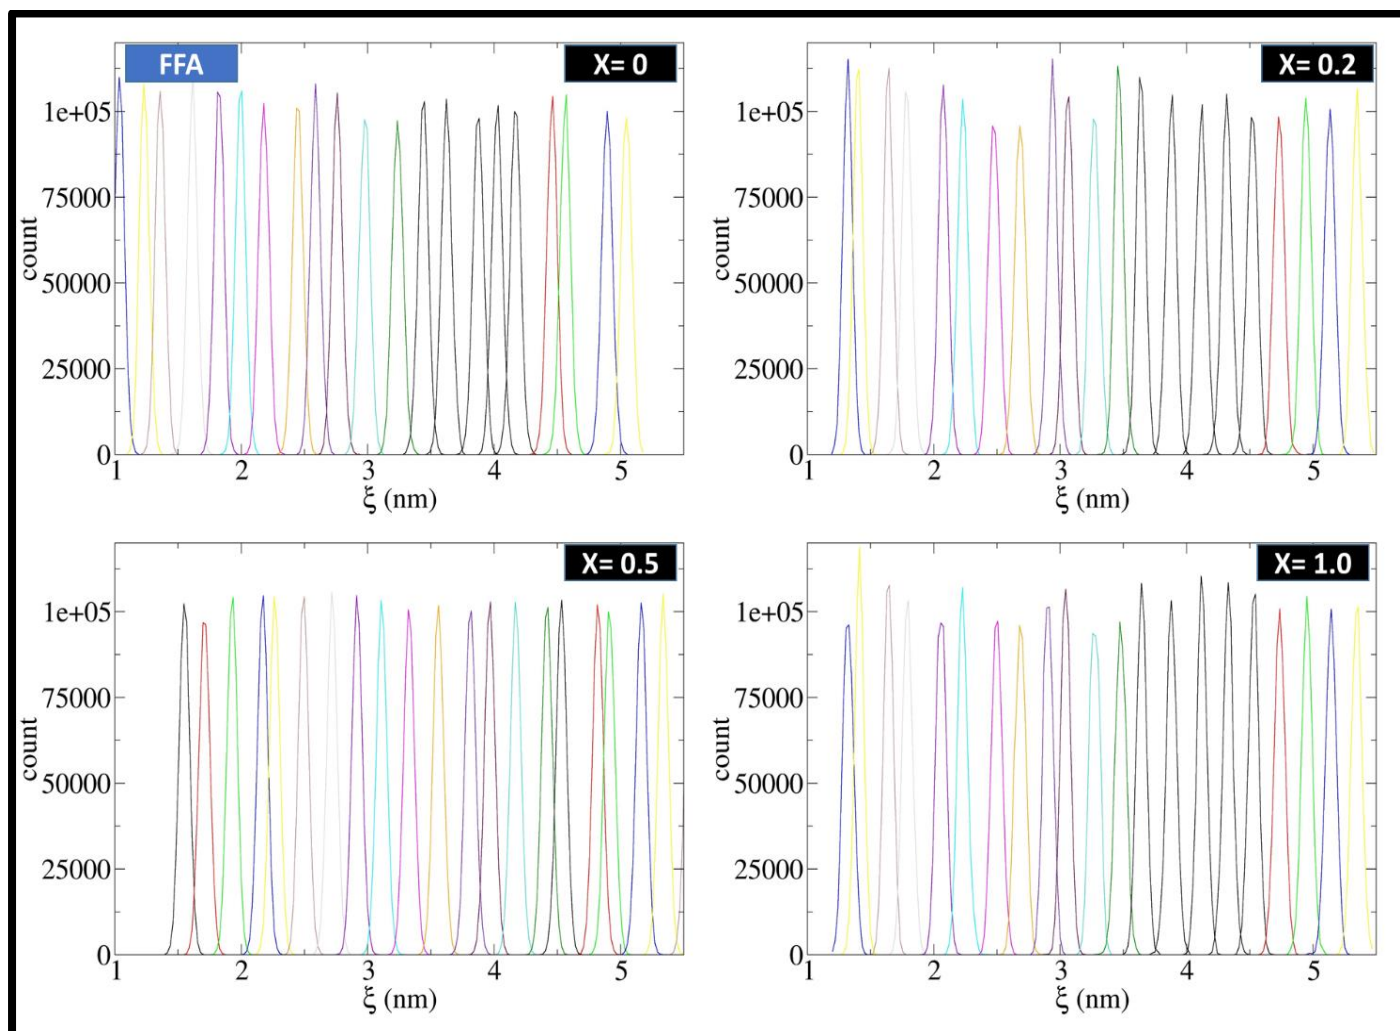 FFA
X= 0
1e+05
75000
50000
25000
0
count
1 2 3 4 5
ξ (nm)
X= 0.2
1e+05
75000
50000
25000
0
count
1 2 3 4 5
ξ (nm)
X= 0.5
1e+05
75000
50000
25000
0
count
1 2 3 4 5
ξ (nm)
X= 1.0
1e+05
75000
50000
25000
0
count
1 2 3 4 5
ξ (nm)